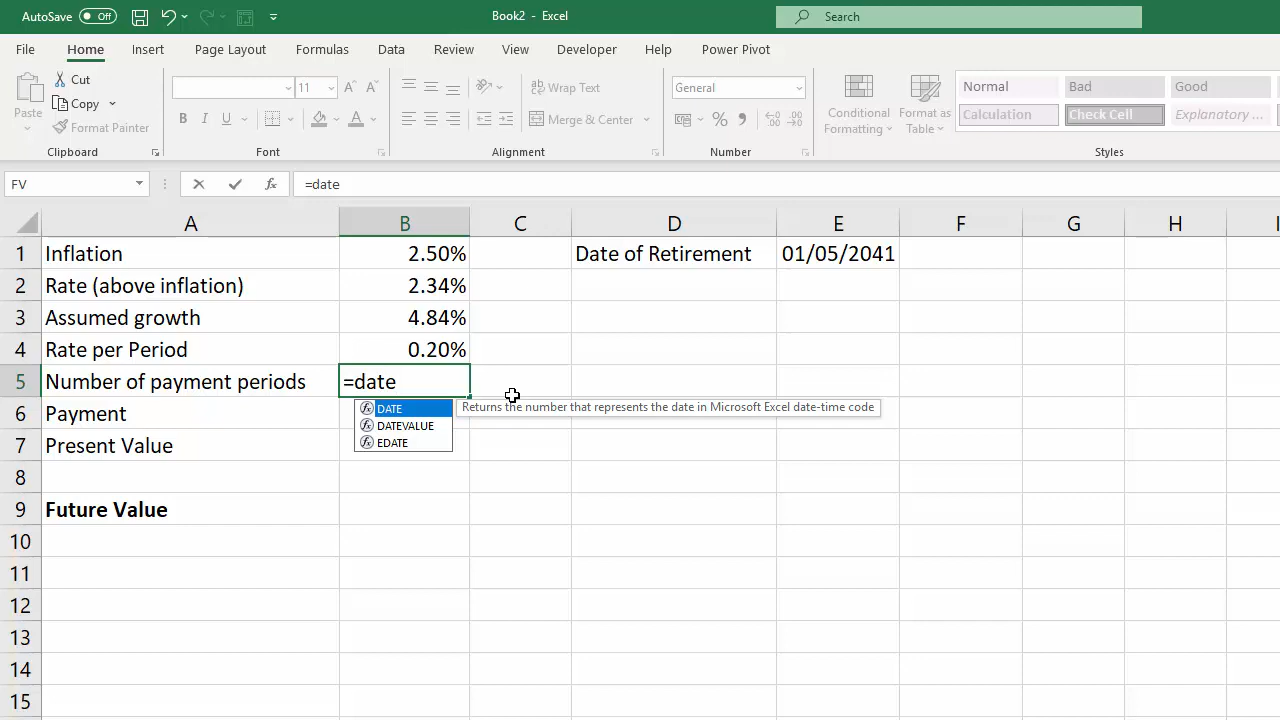 AutoSave Off Book2 - Excel Search
File Home Insert Page Layout Formulas Data Review View Developer Help Power Pivot
Cut
Copy
Format Painter
Paste
Clipboard
11 A A
B I U A
Font
Wrap Text
Merge & Center
Alignment
General
% ,
Number
Conditional Formatting
Format as Table
Normal Bad Good
Calculation Check Cell Explanatory ...
Styles
FV fx =date
A B C D E F G H I
1 Inflation 2.50% Date of Retirement 01/05/2041
2 Rate (above inflation) 2.34%
3 Assumed growth 4.84%
4 Rate per Period 0.20%
5 Number of payment periods =date
DATE Returns the number that represents the date in Microsoft Excel date-time code
DATEVALUE
EDATE
6 Payment
7 Present Value
8
9 Future Value
10
11
12
13
14
15